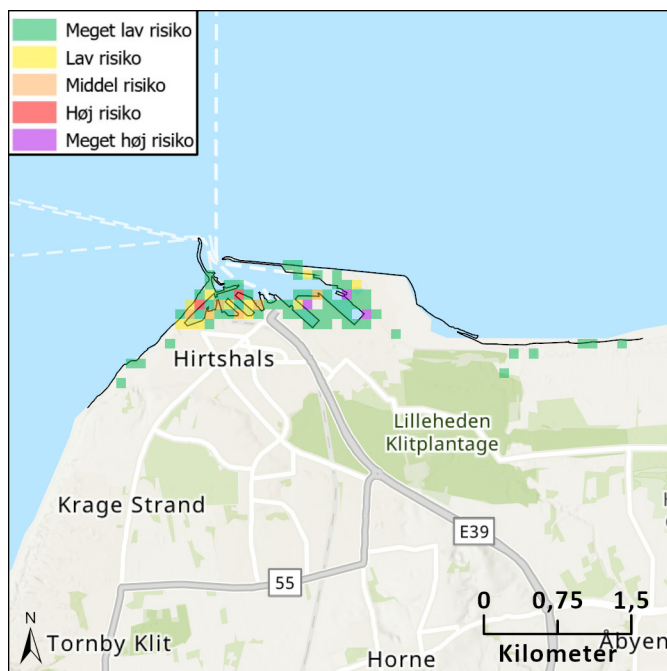 Meget lav risiko
Lav risiko
Middel risiko
Høj risiko
Meget høj risiko
Hirtshals
Lilleheden
Klitplantage
Krage Strand
E39
55
0 0,75 1,5
Kilometer
N
Tornby Klit
Horne
Åbyen